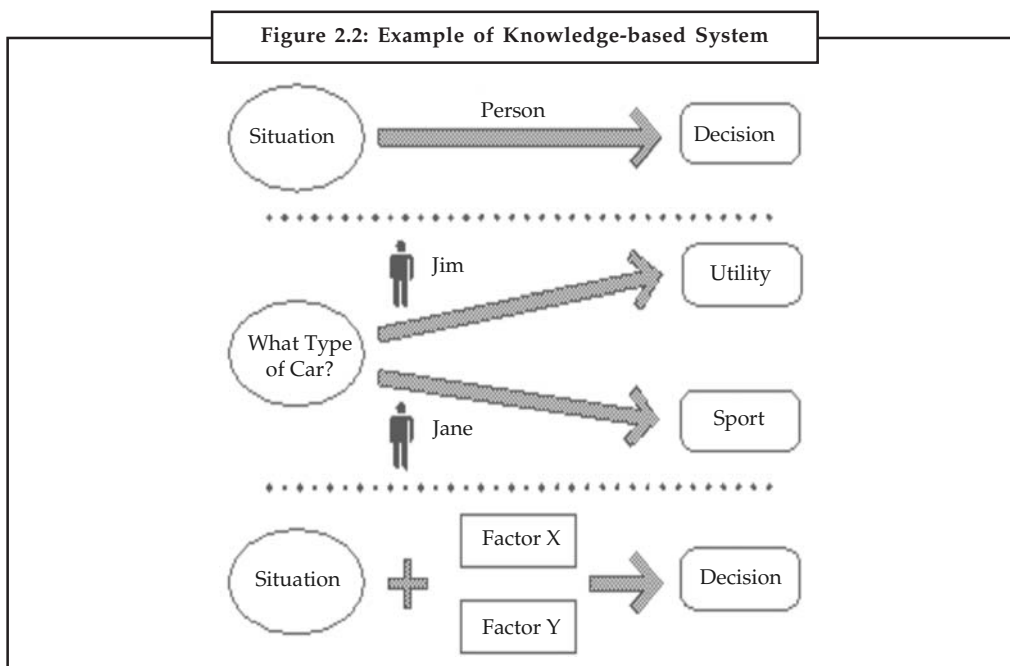 Figure 2.2: Example of Knowledge-based System
Person
Situation
Decision
Jim
Utility
What Type
of Car?
Jane
Sport
Factor X
Situation
Decision
Factor Y